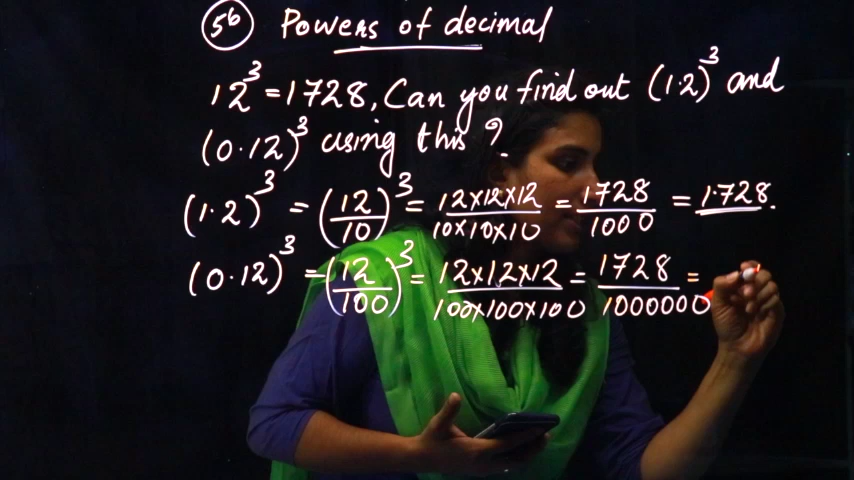 56 Powers of decimal
12³ = 1728, Can you find out (1.2)³ and
(0.12)³ using this ?
(1.2)³ = (12/10)³ = 12×12×12/10×10×10 = 1728/1000 = 1.728.
(0.12)³ = (12/100)³ = 12×12×12/100×100×100 = 1728/1000000 =